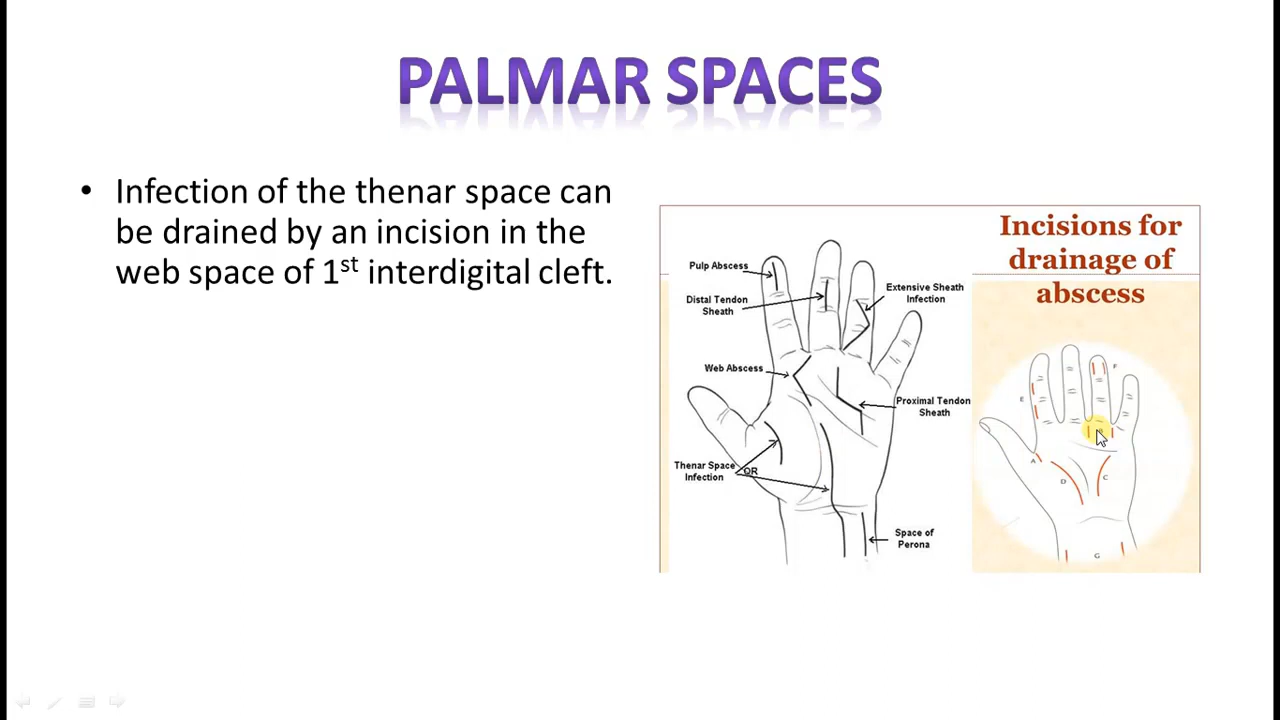 PALMAR SPACES
• Infection of the thenar space can
be drained by an incision in the
web space of 1st interdigital cleft.
Incisions for
drainage of
abscess
Pulp Abscess
Distal Tendon
Sheath
Extensive Sheath
Infection
Web Abscess
Proximal Tendon
Sheath
Thenar Space
Infection
OR
Space of
Perona
F
E
A
D
C
G